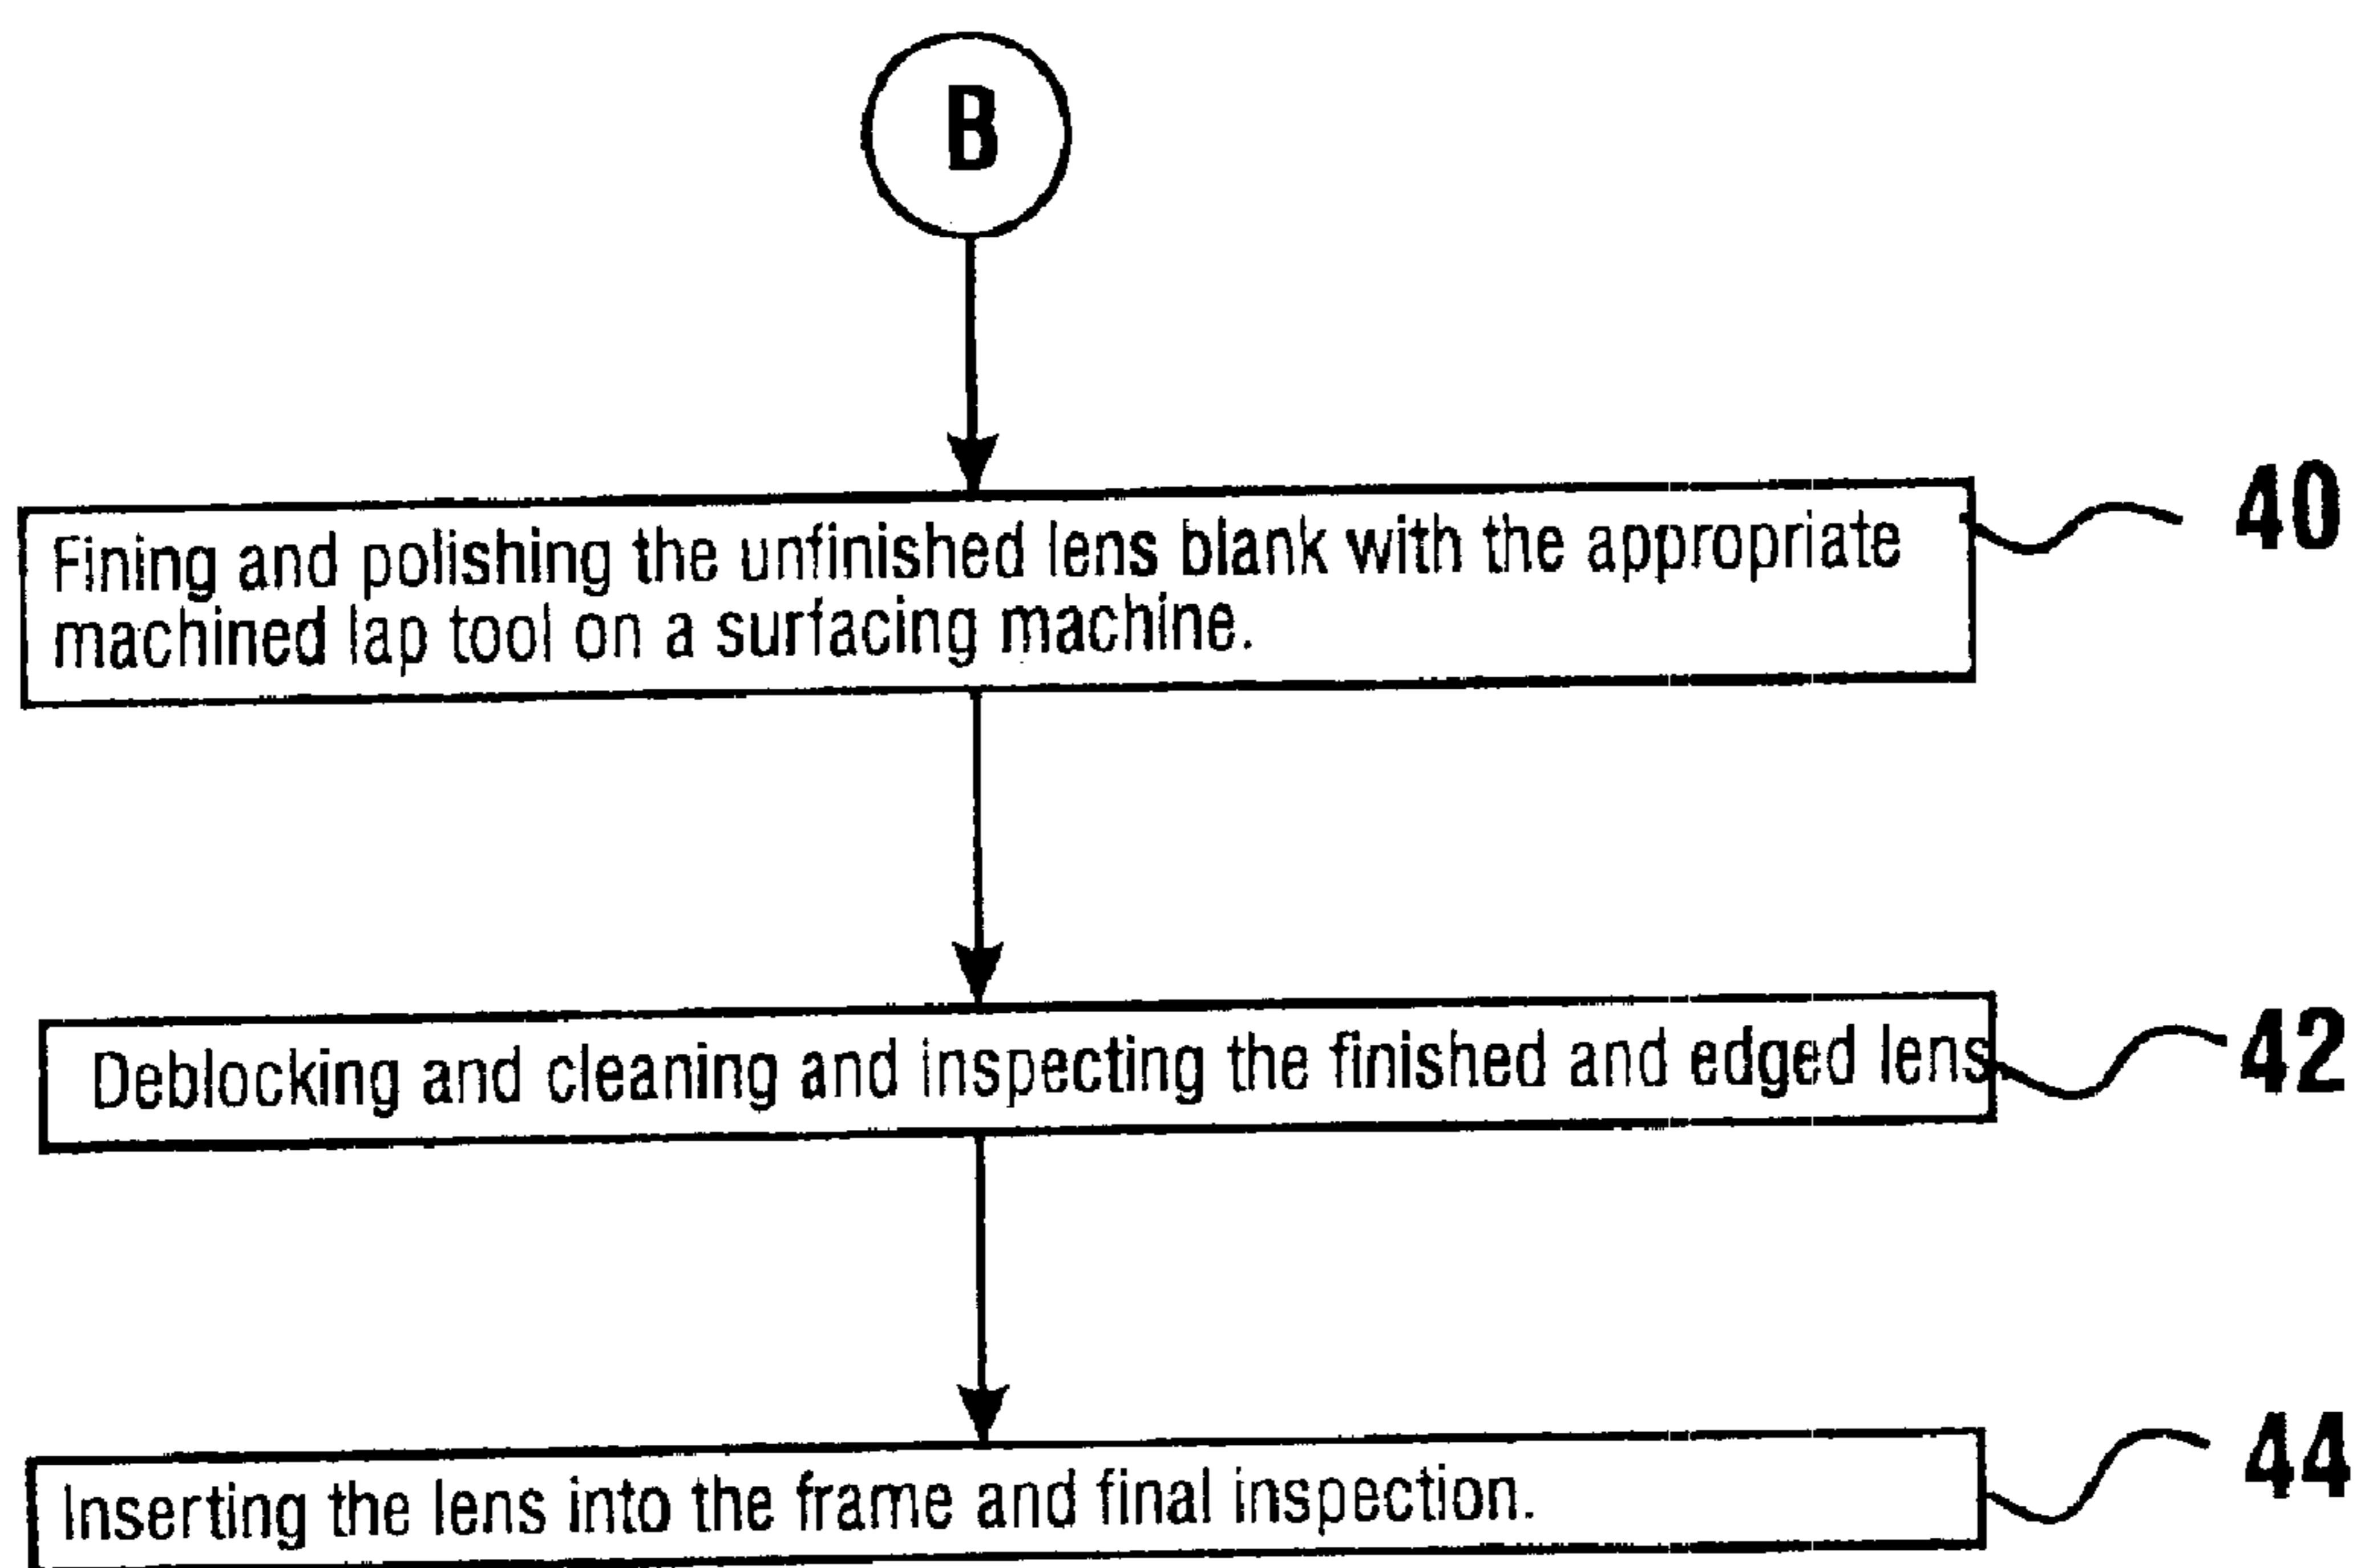 B
Fining and polishing the unfinished lens blank with the appropriate
machined lap tool on a surfacing machine.
40
Deblocking and cleaning and inspecting the finished and edged lens
42
Inserting the lens into the frame and final inspection.
44